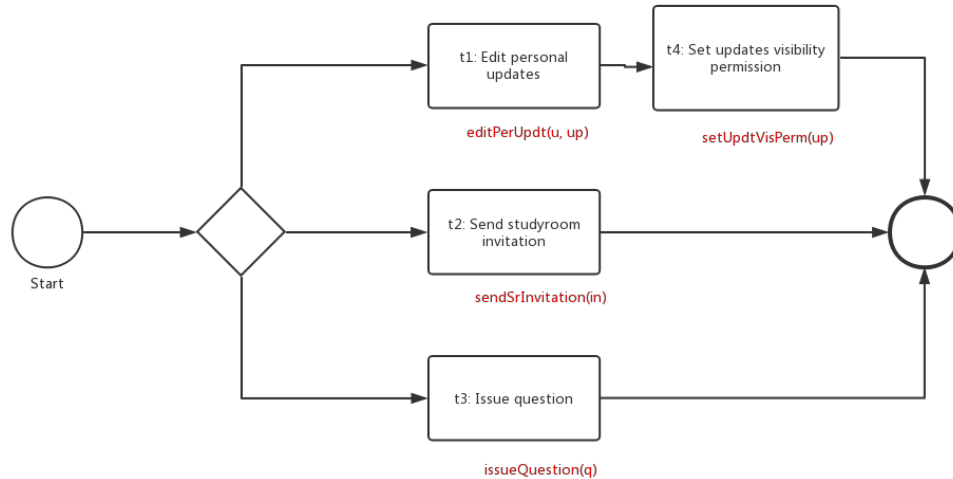 t1: Edit personal
updates
t4: Set updates visibility
permission
editPerUpdt(u, up)
setUpdtVisPerm(up)
t2: Send studyroom
invitation
Start
sendSrInvitation(in)
t3: Issue question
issueQuestion(q)